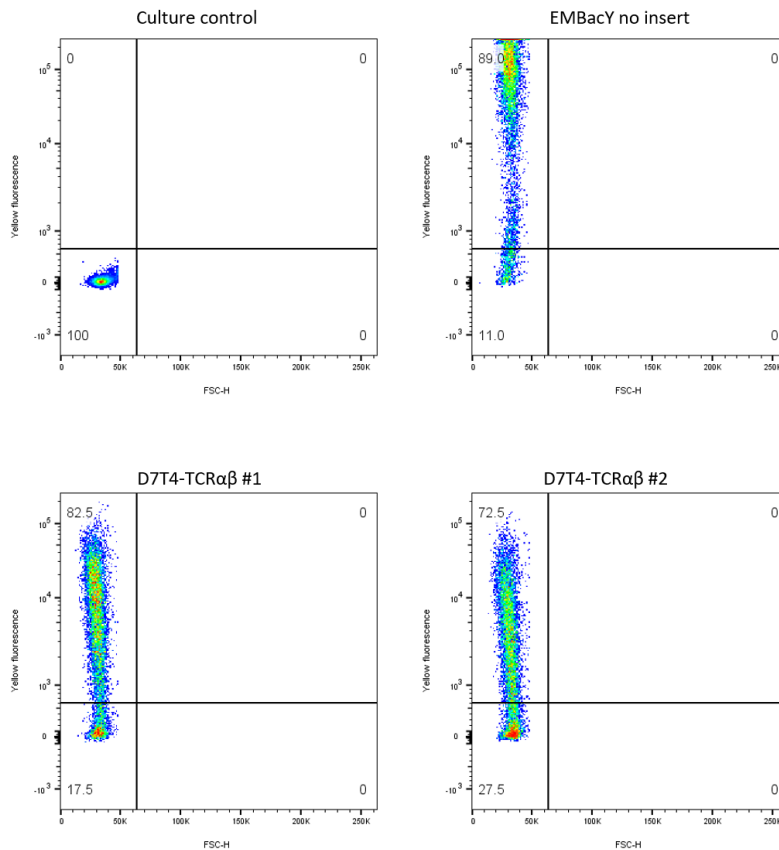 Culture control
0
0
10^5
10^4
10^3
0
-10^3
100
0
Yellow fluorescence
0
50K
100K
150K
200K
250K
FSC-H
EMBacY no insert
89.0
0
10^5
10^4
10^3
0
-10^3
11.0
0
Yellow fluorescence
0
50K
100K
150K
200K
250K
FSC-H
D7T4-TCRαβ #1
82.5
0
10^5
10^4
10^3
0
-10^3
17.5
0
Yellow fluorescence
0
50K
100K
150K
200K
250K
FSC-H
D7T4-TCRαβ #2
72.5
0
10^5
10^4
10^3
0
-10^3
27.5
0
Yellow fluorescence
0
50K
100K
150K
200K
250K
FSC-H